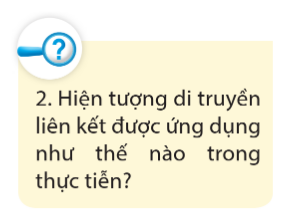 ?
2. Hiện tượng di truyền
liên kết được ứng dụng
như thế nào trong
thực tiễn?